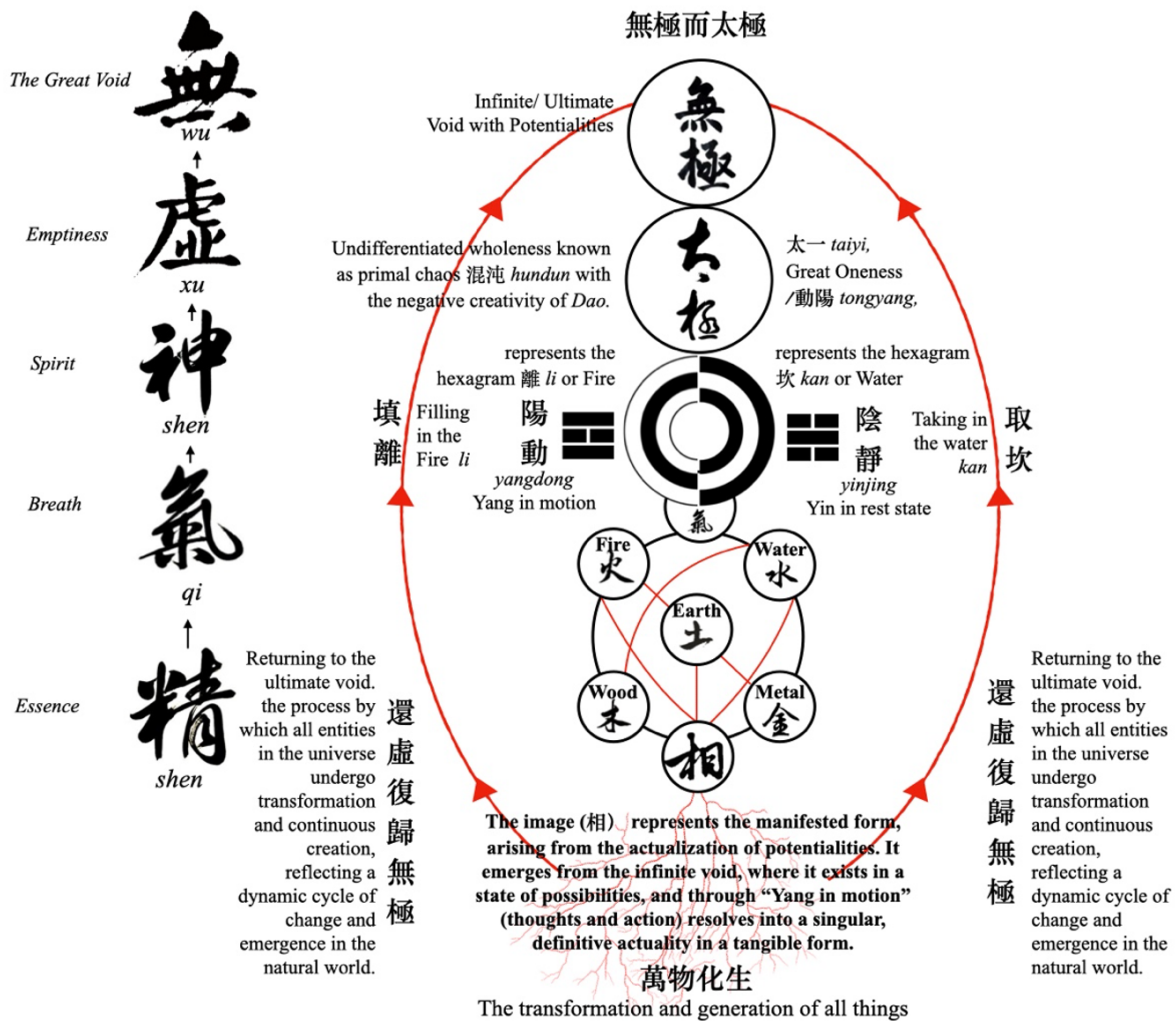 The Great Void
無
wu
Emptiness
虛
xu
Spirit
神
shen
Breath
氣
qi
Essence
精
shen
無極而太極
Infinite/ Ultimate
Void with Potentialities
無
極
Undifferentiated wholeness known
as primal chaos 混沌 hundun with
the negative creativity of Dao.
太
極
太一 taiyi,
Great Oneness
/動陽 tongyang,
represents the
hexagram 離 li or Fire
represents the hexagram
坎 kan or Water
填
離
Filling
in the
Fire li
陽
動
yangdong
Yang in motion
陰
靜
yinjing
Yin in rest state
Taking in
the water
kan
取
坎
氣
Fire
火
Water
水
Earth
土
Wood
木
Metal
金
相
Returning to the
ultimate void.
the process by
which all entities
in the universe
undergo
transformation
and continuous
creation,
reflecting a
dynamic cycle of
change and
emergence in the
natural world.
還
虛
復
歸
無
極
The image (相) represents the manifested form,
arising from the actualization of potentialities. It
emerges from the infinite void, where it exists in a
state of possibilities, and through “Yang in motion”
(thoughts and action) resolves into a singular,
definitive actuality in a tangible form.
萬物化生
The transformation and generation of all things
還
虛
復
歸
無
極
Returning to the
ultimate void.
the process by
which all entities
in the universe
undergo
transformation
and continuous
creation,
reflecting a
dynamic cycle of
change and
emergence in the
natural world.